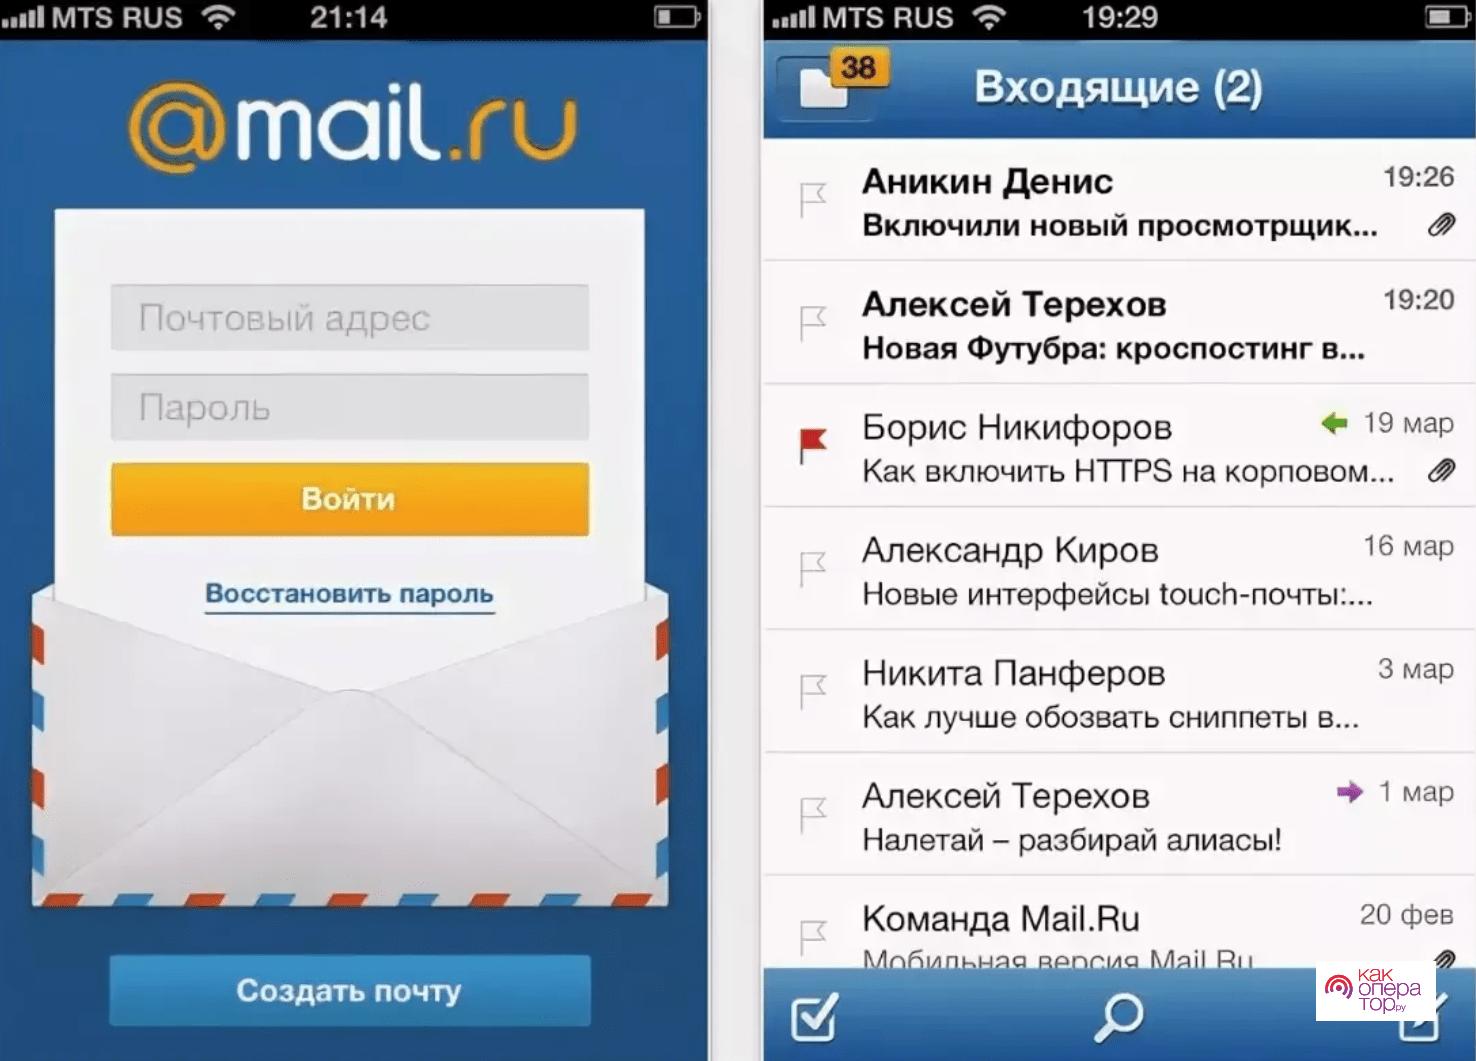 MTS RUS 21:14
@mail.ru
Почтовый адрес
Пароль
Войти
Восстановить пароль
Создать почту
MTS RUS 19:29
38
Входящие (2)
Аникин Денис 19:26
Включили новый просмотрщик...
Алексей Терехов 19:20
Новая Футубра: кроспостинг в...
Борис Никифоров 19 мар
Как включить HTTPS на корповом...
Александр Киров 16 мар
Новые интерфейсы touch-почты:...
Никита Панферов 3 мар
Как лучше обозвать сниппеты в...
Алексей Терехов 1 мар
Налетай – разбирай алиасы!
Команда Mail.Ru 20 фев
Мобильная версия Mail.Ru
как
опера
тор.ру